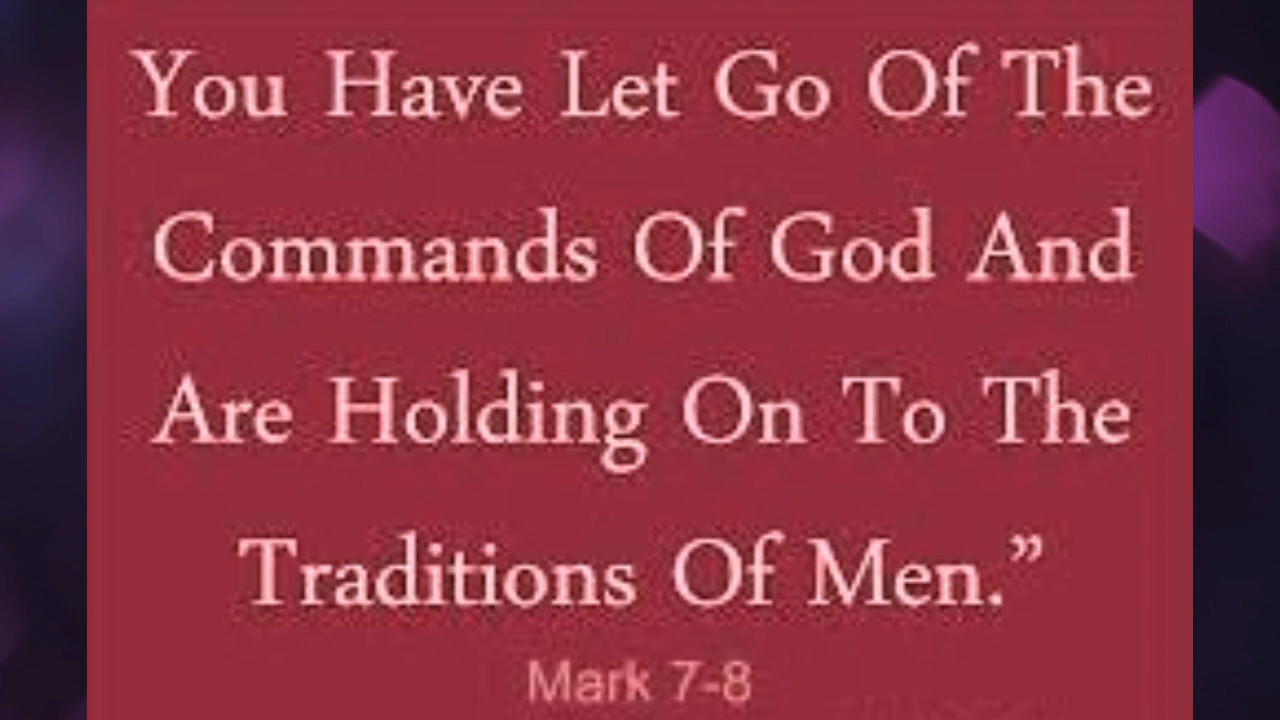 You Have Let Go Of The
Commands Of God And
Are Holding On To The
Traditions Of Men.”
Mark 7-8